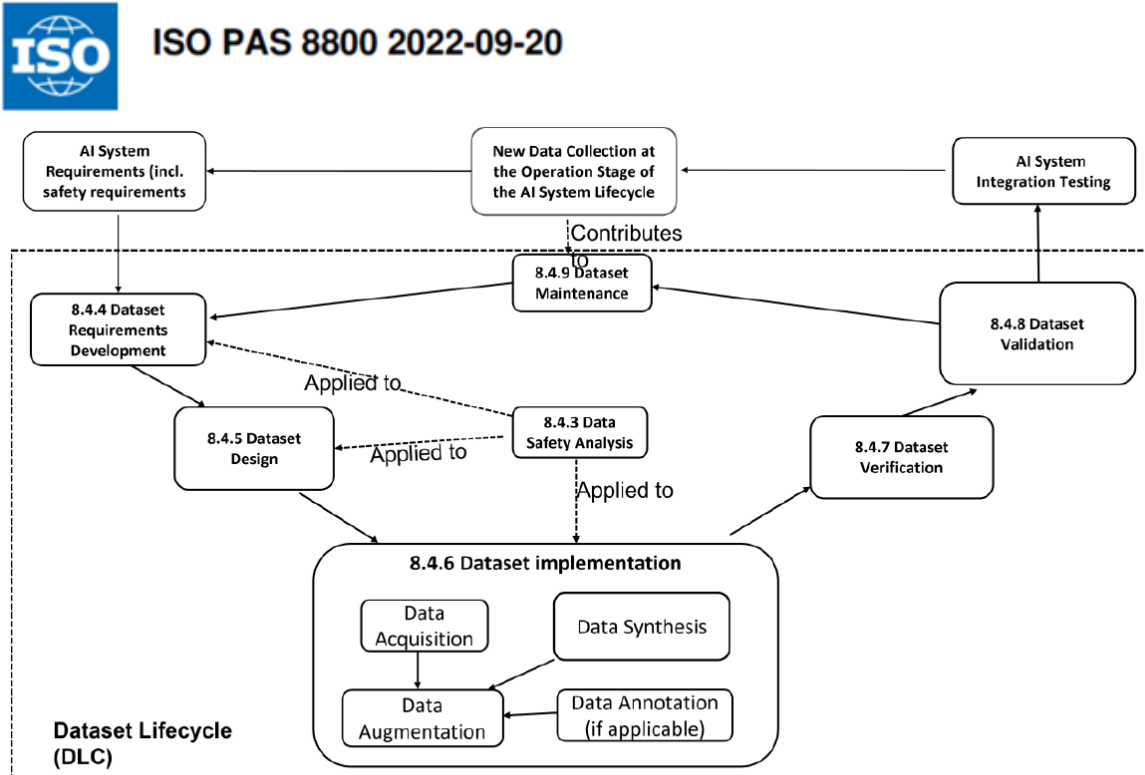 ISO
ISO PAS 8800 2022-09-20
AI System
Requirements (incl.
safety requirements
New Data Collection at
the Operation Stage of
the AI System Lifecycle
AI System
Integration Testing
Contributes
to
8.4.9 Dataset
Maintenance
8.4.4 Dataset
Requirements
Development
8.4.8 Dataset
Validation
Applied to
8.4.5 Dataset
Design
Applied to
8.4.3 Data
Safety Analysis
8.4.7 Dataset
Verification
Applied to
8.4.6 Dataset implementation
Data
Acquisition
Data Synthesis
Data
Augmentation
Data Annotation
(if applicable)
Dataset Lifecycle
(DLC)